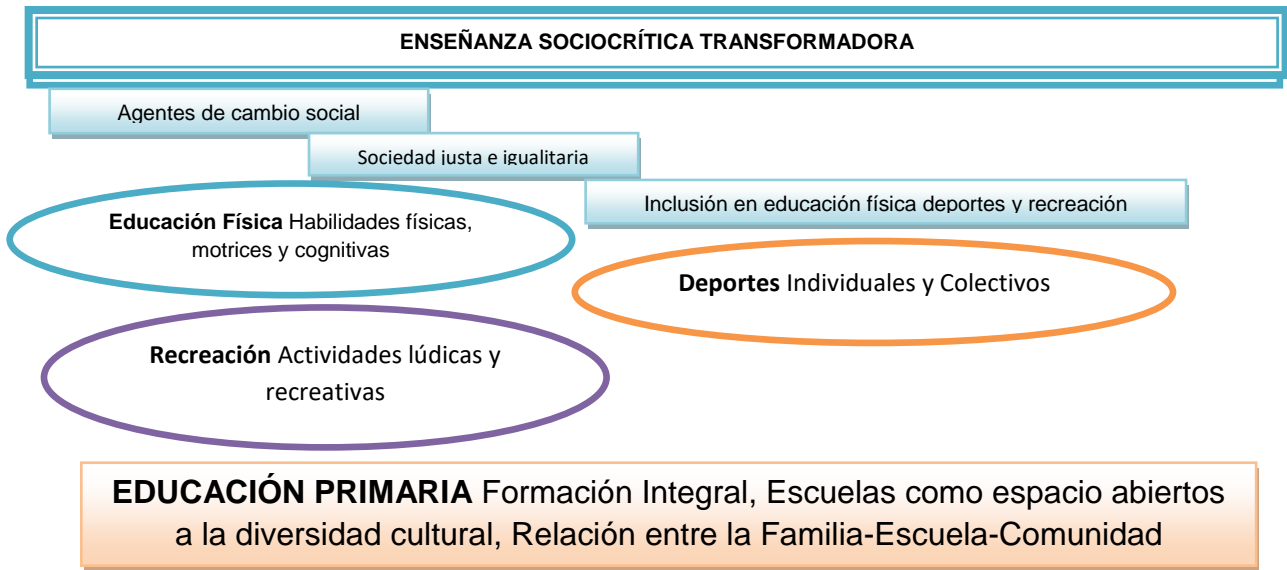 ENSEÑANZA SOCIOCRÍTICA TRANSFORMADORA
Agentes de cambio social
Sociedad justa e igualitaria
Inclusión en educación física deportes y recreación
Educación Física Habilidades físicas,
motrices y cognitivas
Deportes Individuales y Colectivos
Recreación Actividades lúdicas y
recreativas
EDUCACIÓN PRIMARIA Formación Integral, Escuelas como espacio abiertos
a la diversidad cultural, Relación entre la Familia-Escuela-Comunidad